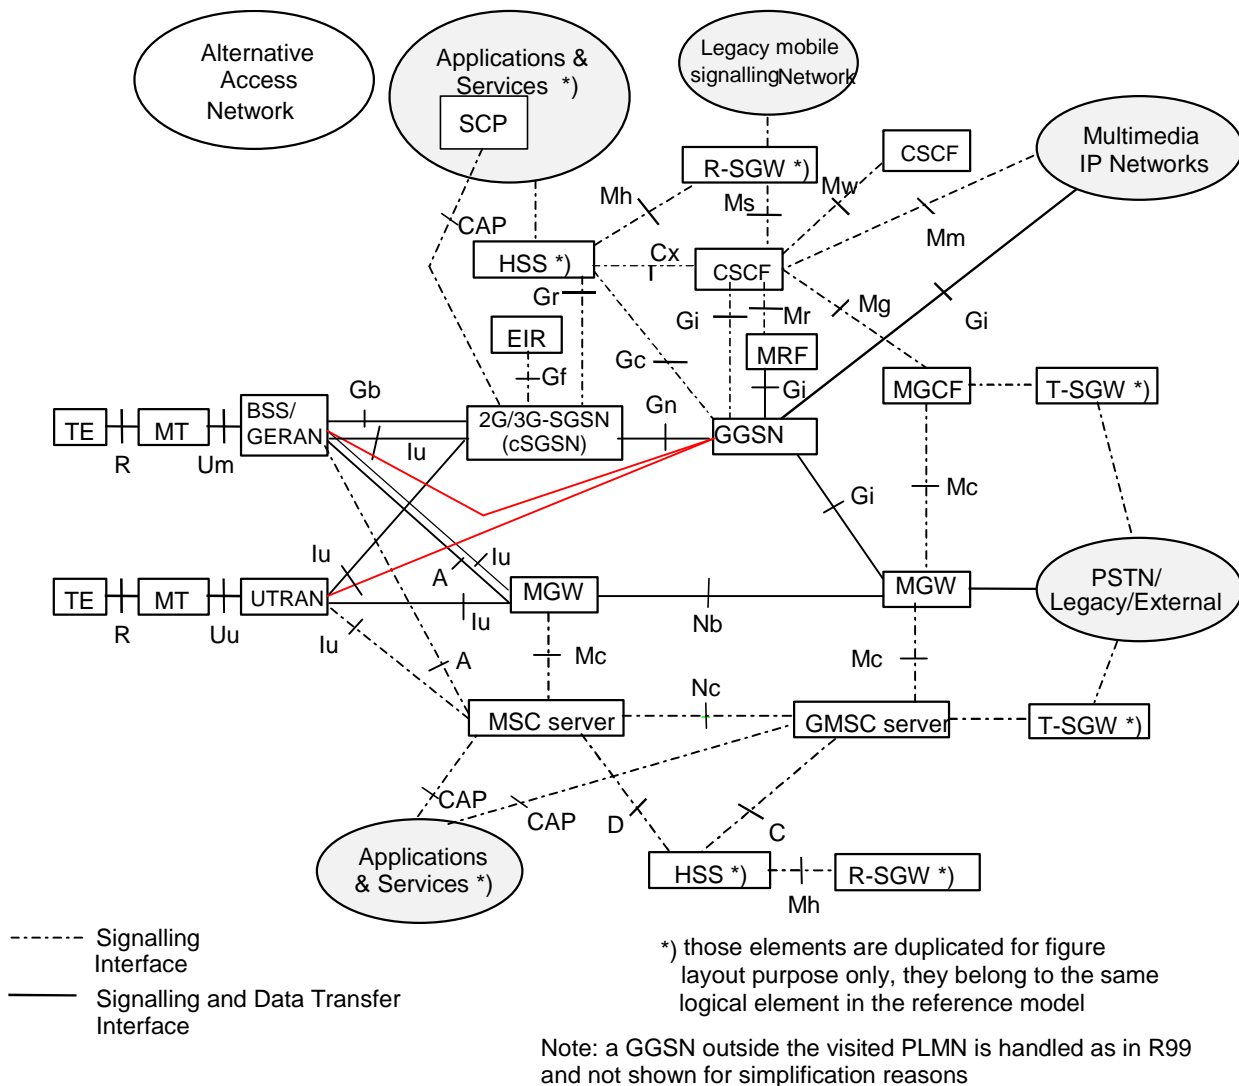 Alternative
Access
Network
Applications &
Services *)
SCP
Legacy mobile
signalling Network
Multimedia
IP Networks
CSCF
R-SGW *)
Mh
Ms
Mw
Mm
CAP
HSS *)
Cx
CSCF
Gr
Gi
Mr
Mg
Gi
EIR
Gf
Gc
MRF
Gi
MGCF
T-SGW *)
Gb
BSS/
GERAN
TE
MT
R
Um
Iu
2G/3G-SGSN
(cSGSN)
Gn
GGSN
Gi
Mc
Iu
A
Iu
TE
MT
UTRAN
R
Uu
Iu
Iu
MGW
Nb
MGW
PSTN/
Legacy/External
A
Mc
Mc
Nc
MSC server
GMSC server
T-SGW *)
CAP
CAP
D
C
Applications
& Services *)
HSS *)
Mh
R-SGW *)
Signalling
Interface
Signalling and Data Transfer
Interface
*) those elements are duplicated for figure
layout purpose only, they belong to the same
logical element in the reference model
Note: a GGSN outside the visited PLMN is handled as in R99
and not shown for simplification reasons